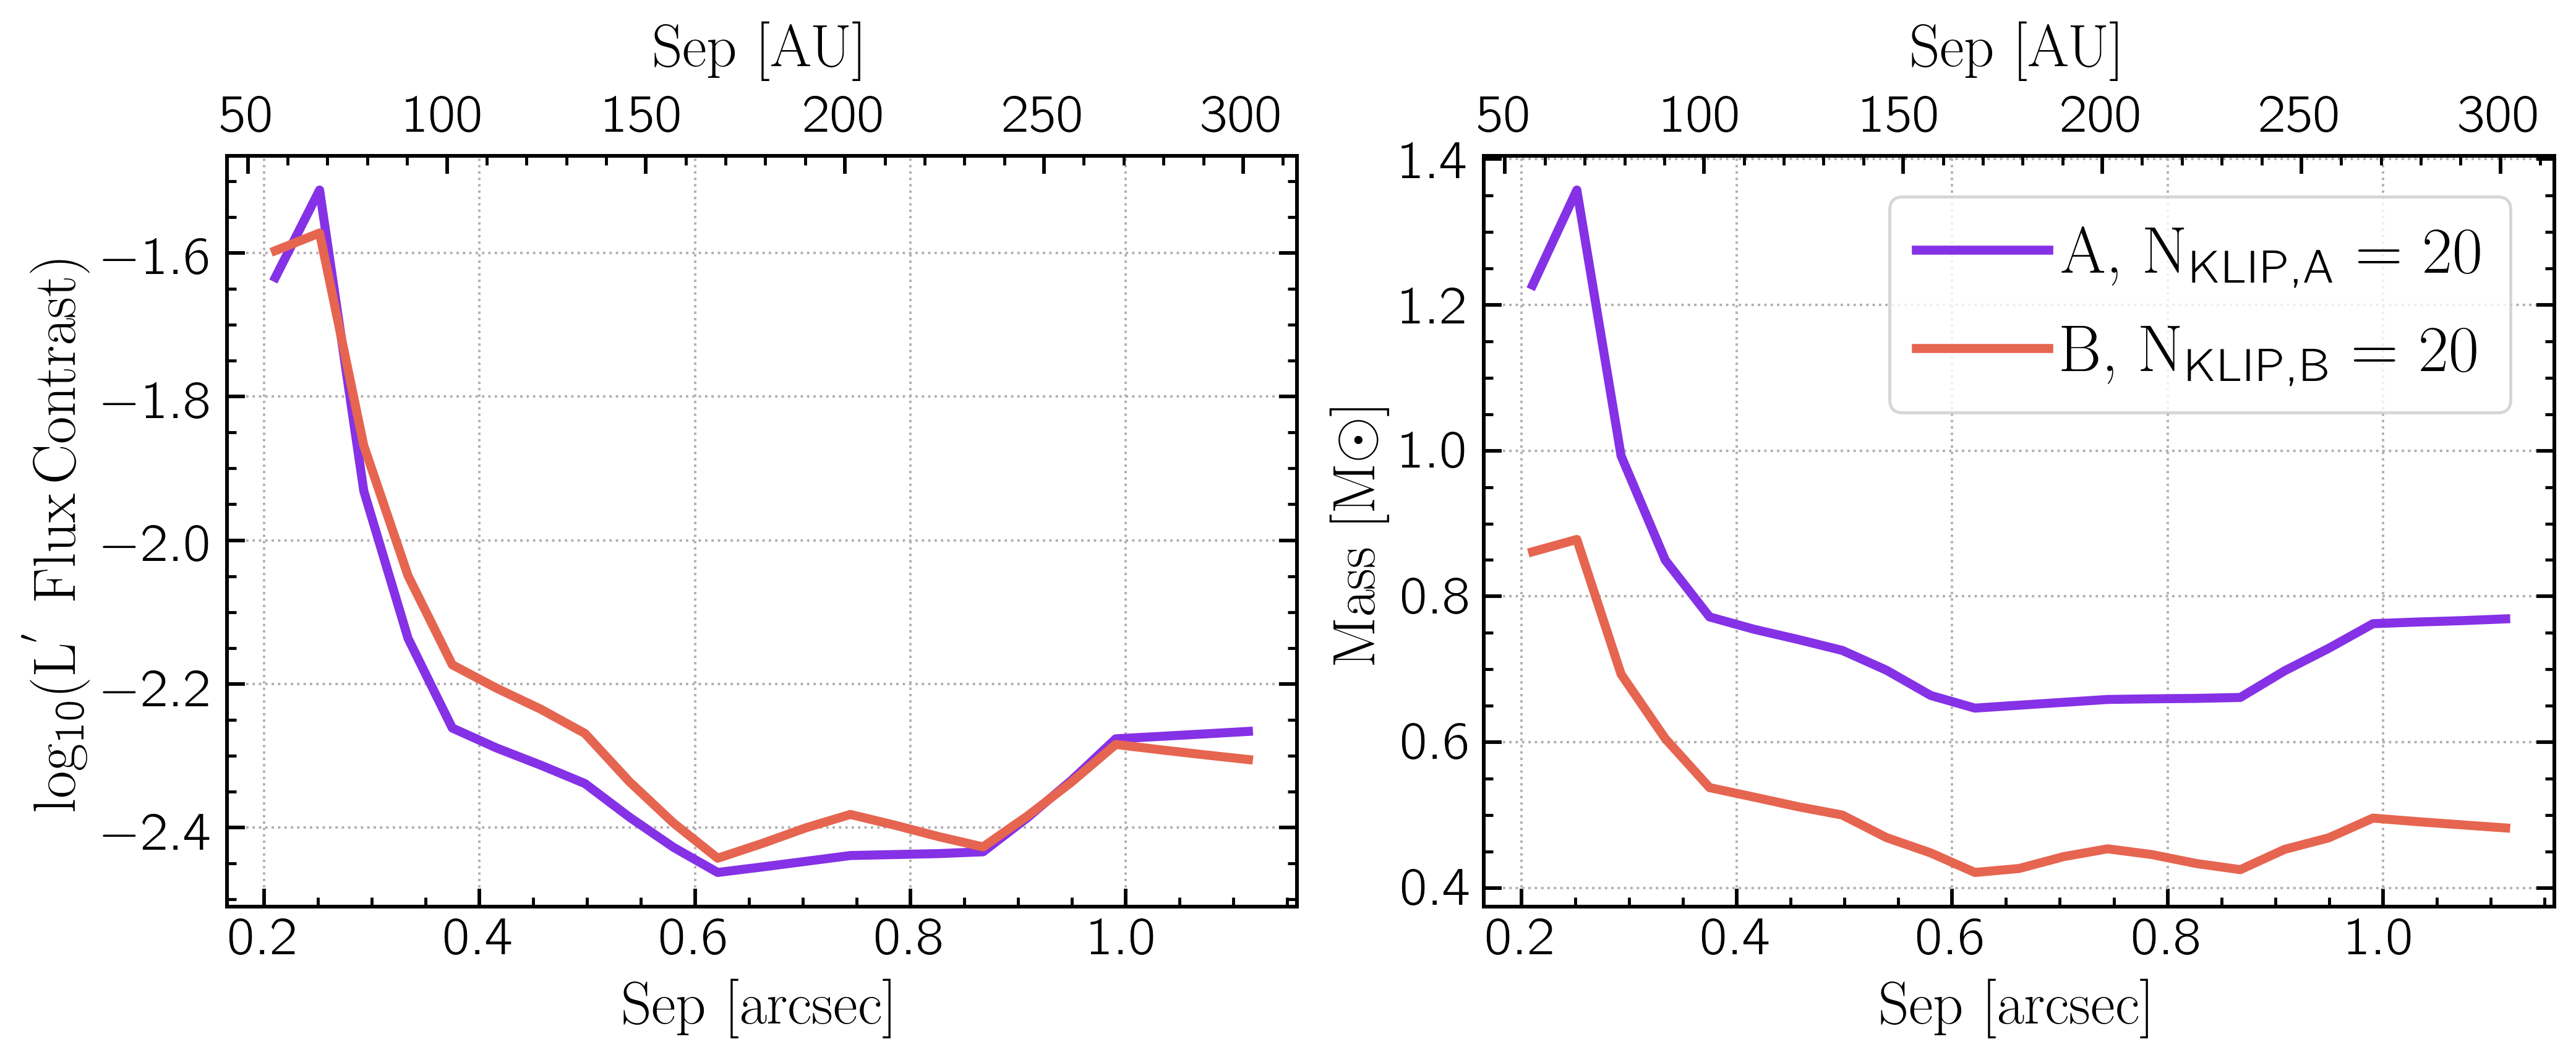 Sep [AU]
50 100 150 200 250 300
−1.6
−1.8
−2.0
−2.2
−2.4
log₁₀(L′ Flux Contrast)
0.2 0.4 0.6 0.8 1.0
Sep [arcsec]
Sep [AU]
50 100 150 200 250 300
1.4
1.2
1.0
0.8
0.6
0.4
Mass [M⊙]
A, N_KLIP,A = 20
B, N_KLIP,B = 20
0.2 0.4 0.6 0.8 1.0
Sep [arcsec]